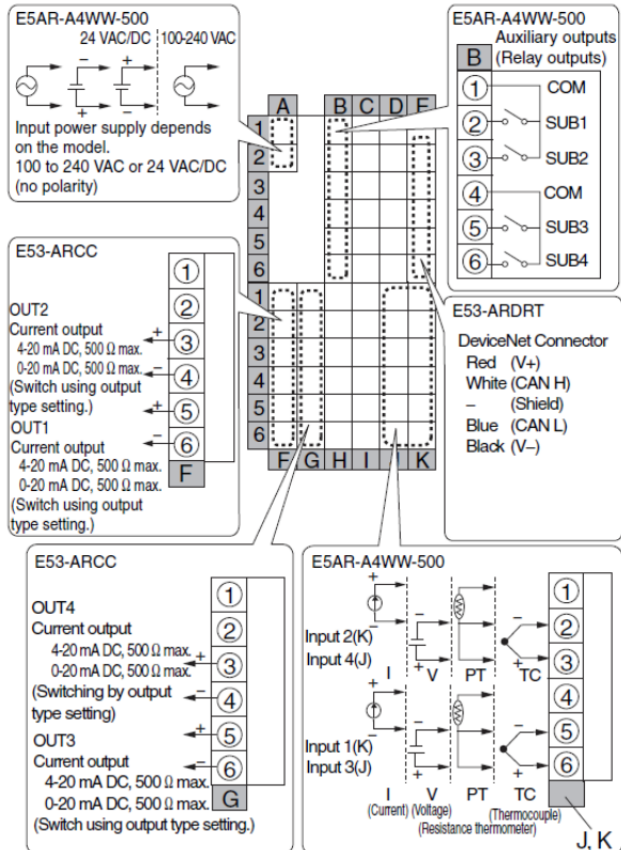 E5AR-A4WW-500
24 VAC/DC 100-240 VAC
− +
+ −
Input power supply depends
on the model.
100 to 240 VAC or 24 VAC/DC
(no polarity)
E5AR-A4WW-500
Auxiliary outputs
(Relay outputs)
B
1 COM
2 SUB1
3 SUB2
4 COM
5 SUB3
6 SUB4
A B C D E
1
2
3
4
5
6
1
2
3
4
5
6
F G H I J K
E53-ARCC
1
2
3
4
5
6
F
OUT2
Current output
4-20 mA DC, 500 Ω max. +
0-20 mA DC, 500 Ω max. −
(Switch using output
type setting.) +
OUT1
Current output −
4-20 mA DC, 500 Ω max.
0-20 mA DC, 500 Ω max.
(Switch using output
type setting.)
E53-ARDRT
DeviceNet Connector
Red (V+)
White (CAN H)
– (Shield)
Blue (CAN L)
Black (V–)
E53-ARCC
1
2
3
4
5
6
G
OUT4
Current output
4-20 mA DC, 500 Ω max. +
0-20 mA DC, 500 Ω max.
(Switching by output −
type setting)
+
OUT3
Current output −
4-20 mA DC, 500 Ω max.
0-20 mA DC, 500 Ω max.
(Switch using output type setting.)
E5AR-A4WW-500
1
2
3
4
5
6
+
−
Input 2(K)
Input 4(J)
− −
+ +
I V PT TC
+
−
Input 1(K)
Input 3(J)
− −
+ +
I V PT TC
(Current) (Voltage) (Thermocouple)
(Resistance thermometer)
J, K